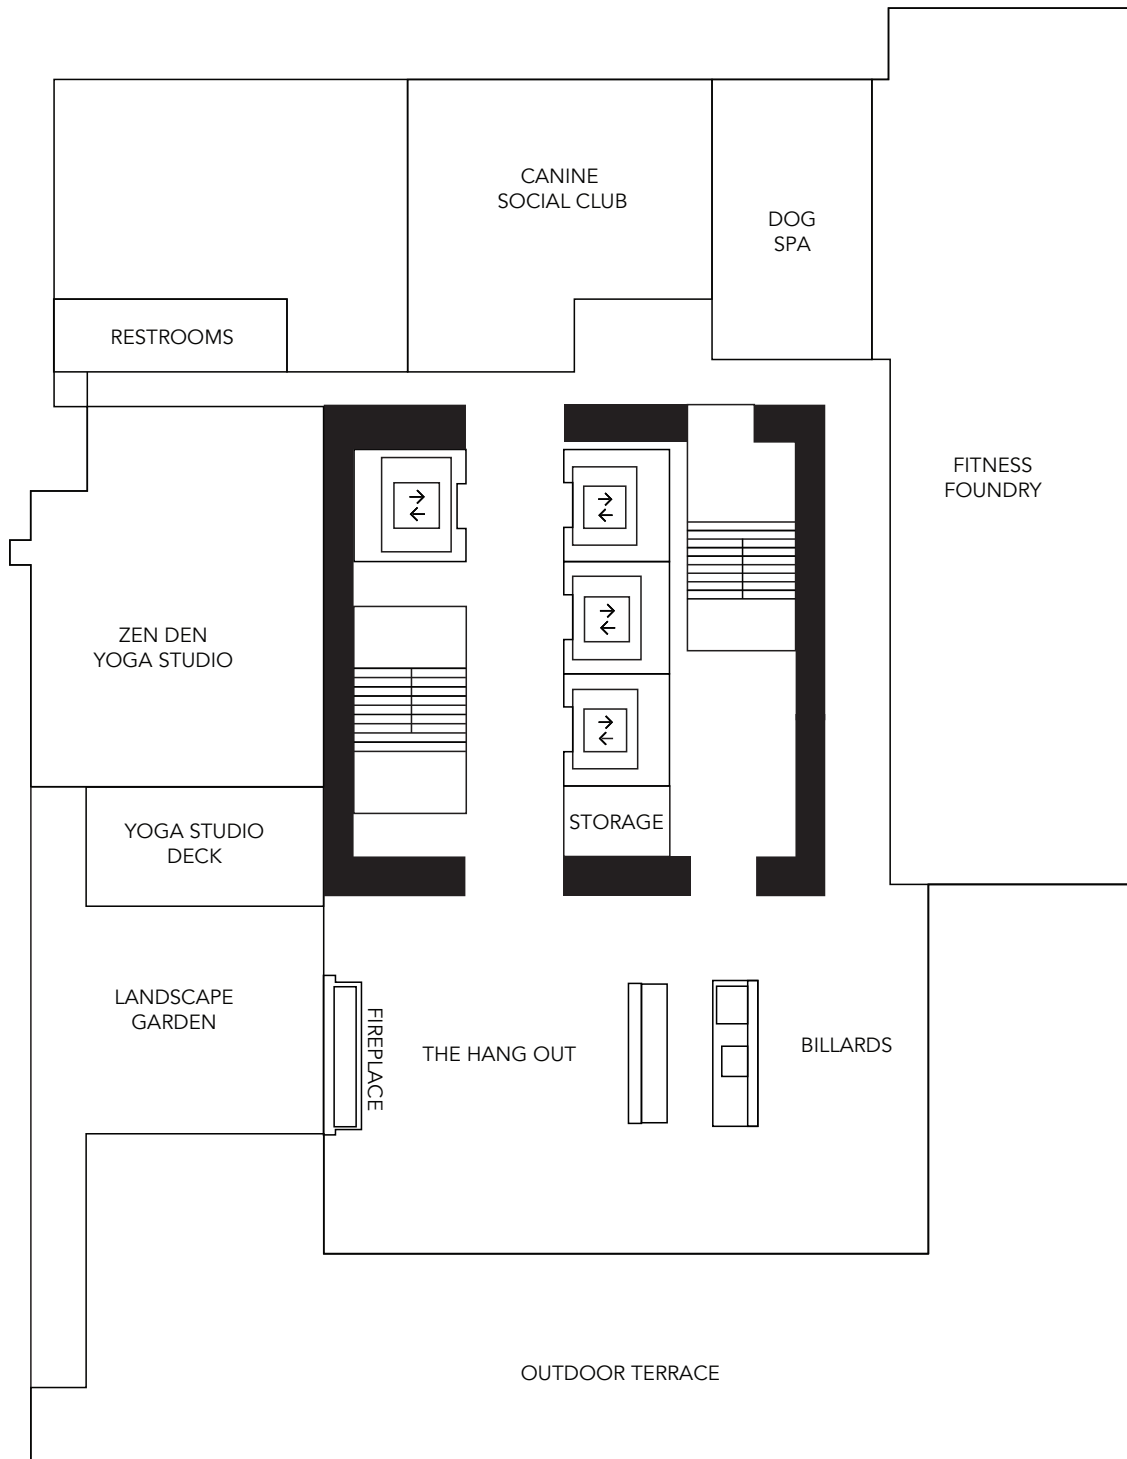 CANINE
SOCIAL CLUB
DOG
SPA
RESTROOMS
FITNESS
FOUNDRY
ZEN DEN
YOGA STUDIO
STORAGE
YOGA STUDIO
DECK
LANDSCAPE
GARDEN
FIREPLACE
THE HANG OUT
BILLARDS
OUTDOOR TERRACE